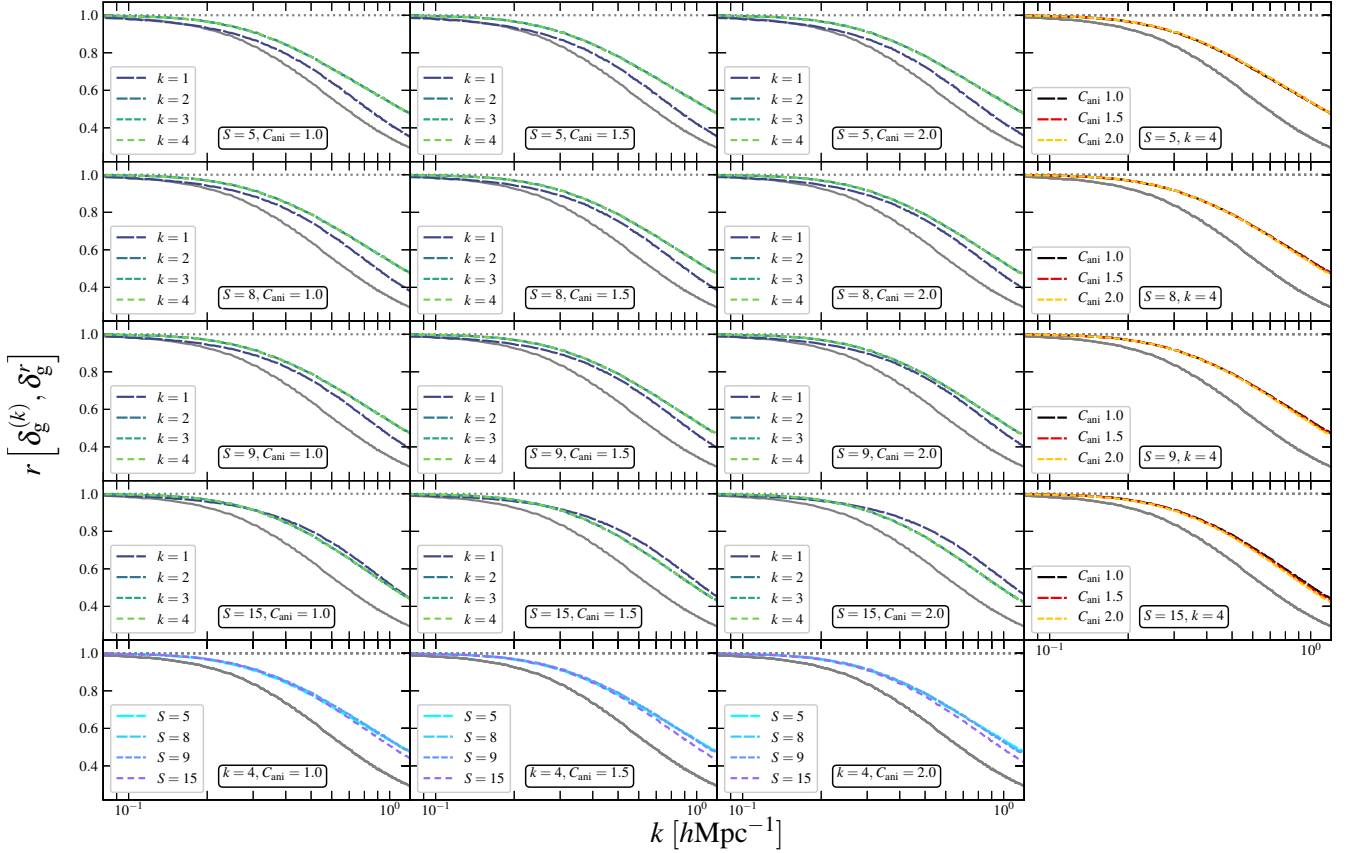 1.0
0.8
0.6
0.4
k = 1
k = 2
k = 3
k = 4
S = 5, C_ani = 1.0
k = 1
k = 2
k = 3
k = 4
S = 5, C_ani = 1.5
k = 1
k = 2
k = 3
k = 4
S = 5, C_ani = 2.0
C_ani 1.0
C_ani 1.5
C_ani 2.0
S = 5, k = 4
1.0
0.8
0.6
0.4
k = 1
k = 2
k = 3
k = 4
S = 8, C_ani = 1.0
k = 1
k = 2
k = 3
k = 4
S = 8, C_ani = 1.5
k = 1
k = 2
k = 3
k = 4
S = 8, C_ani = 2.0
C_ani 1.0
C_ani 1.5
C_ani 2.0
S = 8, k = 4
r [ δ_g^(k) , δ_g^r ]
1.0
0.8
0.6
0.4
k = 1
k = 2
k = 3
k = 4
S = 9, C_ani = 1.0
k = 1
k = 2
k = 3
k = 4
S = 9, C_ani = 1.5
k = 1
k = 2
k = 3
k = 4
S = 9, C_ani = 2.0
C_ani 1.0
C_ani 1.5
C_ani 2.0
S = 9, k = 4
1.0
0.8
0.6
0.4
k = 1
k = 2
k = 3
k = 4
S = 15, C_ani = 1.0
k = 1
k = 2
k = 3
k = 4
S = 15, C_ani = 1.5
k = 1
k = 2
k = 3
k = 4
S = 15, C_ani = 2.0
C_ani 1.0
C_ani 1.5
C_ani 2.0
S = 15, k = 4
10^-1 10^0
1.0
0.8
0.6
0.4
S = 5
S = 8
S = 9
S = 15
k = 4, C_ani = 1.0
S = 5
S = 8
S = 9
S = 15
k = 4, C_ani = 1.5
S = 5
S = 8
S = 9
S = 15
k = 4, C_ani = 2.0
10^-1 10^0 10^-1 10^0 10^-1 10^0
k [hMpc^-1]